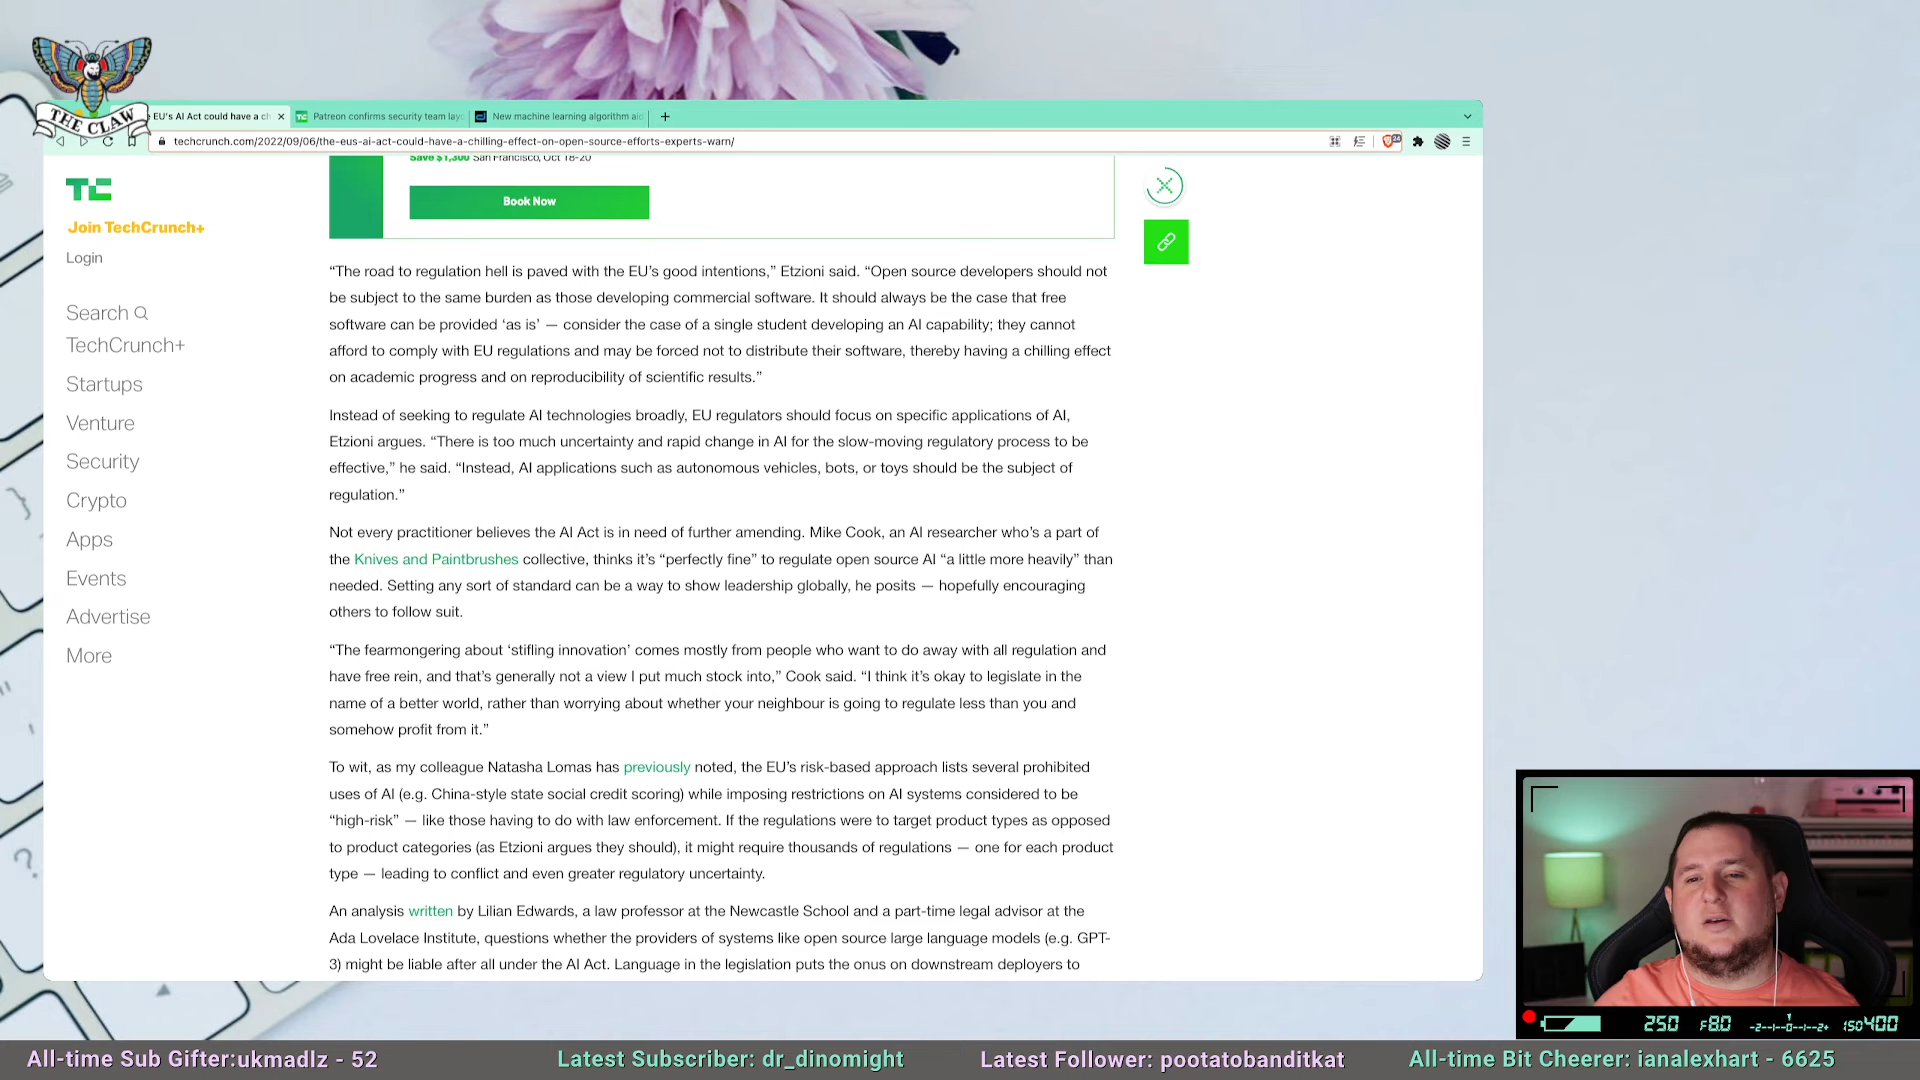 THE CLAW
EU's AI Act could have a ch
Patreon confirms security team lay
New machine learning algorithm aid
techcrunch.com/2022/09/06/the-eus-ai-act-could-have-a-chilling-effect-on-open-source-efforts-experts-warn/
TC
Join TechCrunch+
Login
Search
TechCrunch+
Startups
Venture
Security
Crypto
Apps
Events
Advertise
More
Save $1,300 San Francisco, Oct 18-20
Book Now
“The road to regulation hell is paved with the EU’s good intentions,” Etzioni said. “Open source developers should not
be subject to the same burden as those developing commercial software. It should always be the case that free
software can be provided ‘as is’ — consider the case of a single student developing an AI capability; they cannot
afford to comply with EU regulations and may be forced not to distribute their software, thereby having a chilling effect
on academic progress and on reproducibility of scientific results.”
Instead of seeking to regulate AI technologies broadly, EU regulators should focus on specific applications of AI,
Etzioni argues. “There is too much uncertainty and rapid change in AI for the slow-moving regulatory process to be
effective,” he said. “Instead, AI applications such as autonomous vehicles, bots, or toys should be the subject of
regulation.”
Not every practitioner believes the AI Act is in need of further amending. Mike Cook, an AI researcher who’s a part of
the Knives and Paintbrushes collective, thinks it’s “perfectly fine” to regulate open source AI “a little more heavily” than
needed. Setting any sort of standard can be a way to show leadership globally, he posits — hopefully encouraging
others to follow suit.
“The fearmongering about ‘stifling innovation’ comes mostly from people who want to do away with all regulation and
have free rein, and that’s generally not a view I put much stock into,” Cook said. “I think it’s okay to legislate in the
name of a better world, rather than worrying about whether your neighbour is going to regulate less than you and
somehow profit from it.”
To wit, as my colleague Natasha Lomas has previously noted, the EU’s risk-based approach lists several prohibited
uses of AI (e.g. China-style state social credit scoring) while imposing restrictions on AI systems considered to be
“high-risk” — like those having to do with law enforcement. If the regulations were to target product types as opposed
to product categories (as Etzioni argues they should), it might require thousands of regulations — one for each product
type — leading to conflict and even greater regulatory uncertainty.
An analysis written by Lilian Edwards, a law professor at the Newcastle School and a part-time legal advisor at the
Ada Lovelace Institute, questions whether the providers of systems like open source large language models (e.g. GPT-
3) might be liable after all under the AI Act. Language in the legislation puts the onus on downstream deployers to
250 F8.0 -2--1--0--1--2+ ISO400
All-time Sub Gifter:ukmadlz - 52
Latest Subscriber: dr_dinomight
Latest Follower: pootatobanditkat
All-time Bit Cheerer: ianalexhart - 6625